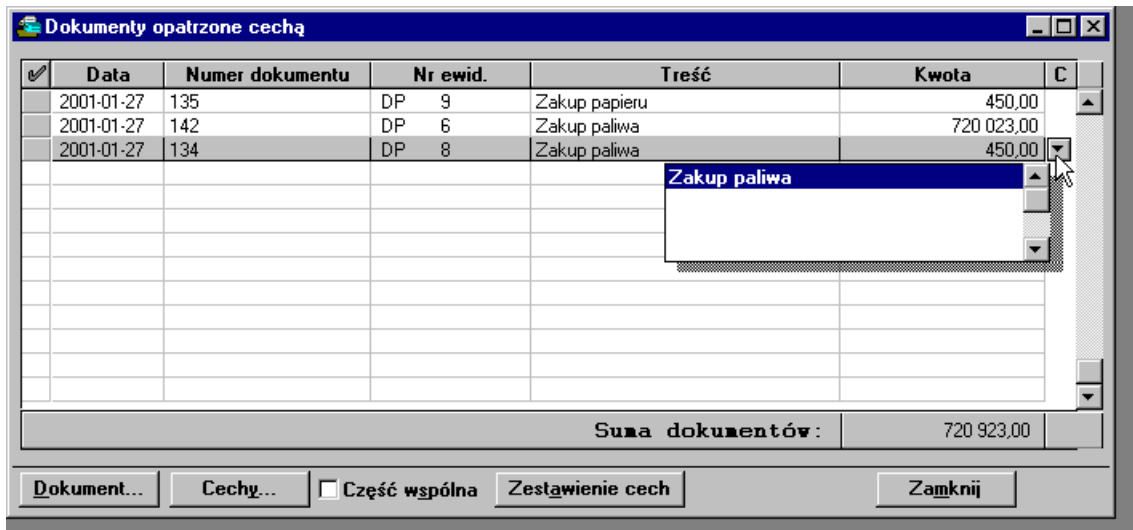 Dokumenty opatrzone cechą
Data Numer dokumentu Nr ewid. Treść Kwota C
2001-01-27 135 DP 9 Zakup papieru 450,00
2001-01-27 142 DP 6 Zakup paliwa 720 023,00
2001-01-27 134 DP 8 Zakup paliwa 450,00
Zakup paliwa
Suma dokumentów: 720 923,00
Dokument... Cechy... Część wspólna Zestawienie cech Zamknij